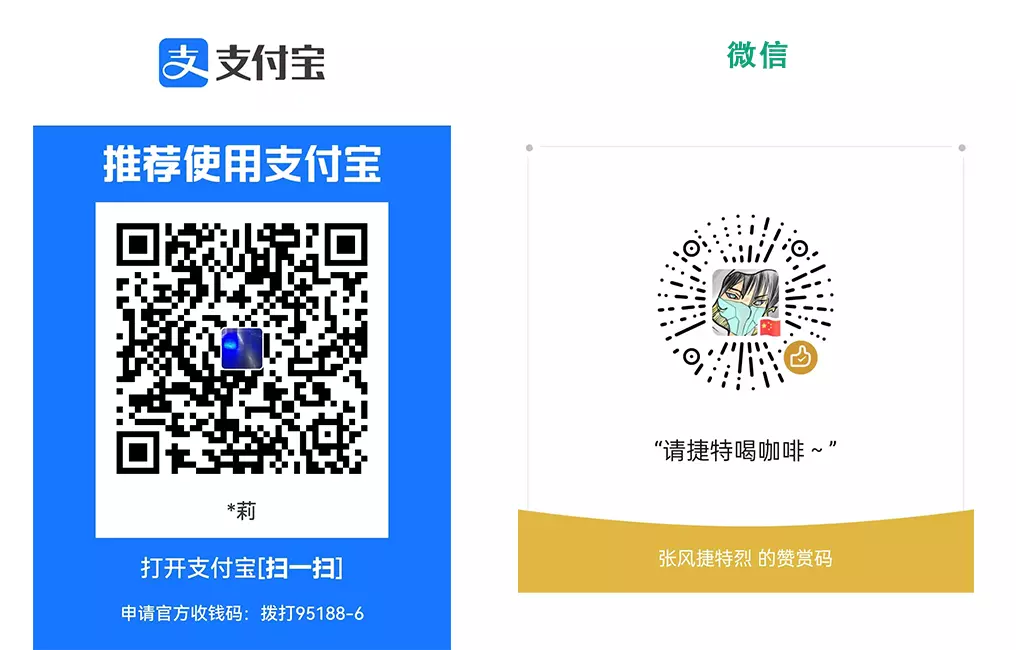 支付宝
推荐使用支付宝
*莉
打开支付宝[扫一扫]
申请官方收钱码：拨打95188-6
微信
“请捷特喝咖啡～”
张风捷特烈 的赞赏码